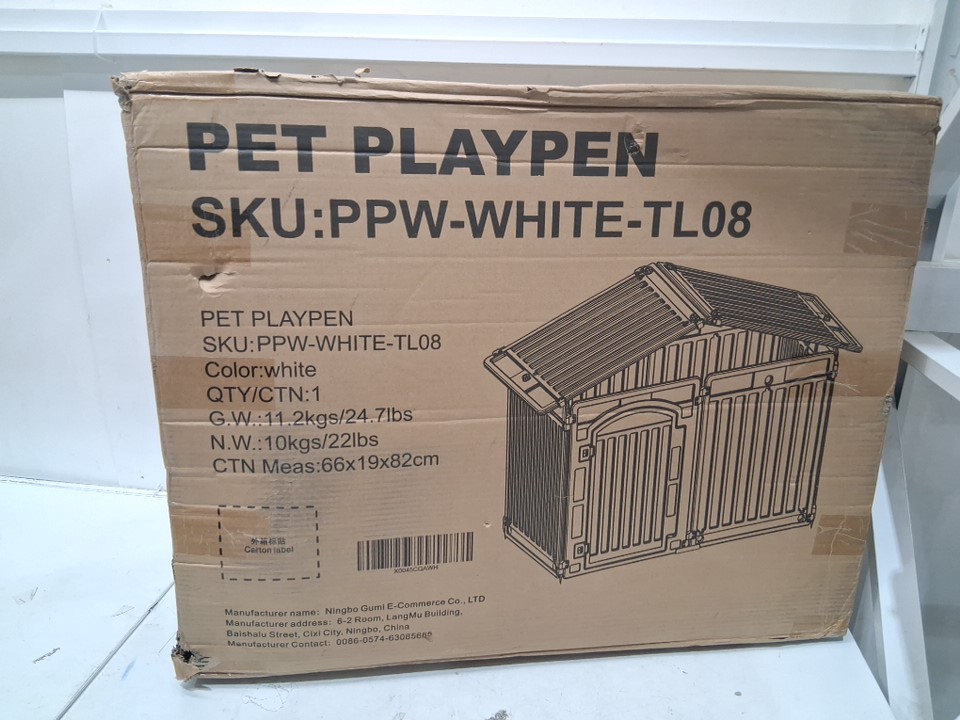 PET PLAYPEN
SKU:PPW-WHITE-TL08
PET PLAYPEN
SKU:PPW-WHITE-TL08
Color:white
QTY/CTN:1
G.W.:11.2kgs/24.7lbs
N.W.:10kgs/22lbs
CTN Meas:66x19x82cm
外箱标贴
Carton label
Manufacturer name: Ningbo Gumi E-Commerce Co., LTD
Manufacturer address: 6-2 Room, LangMu Building,
Baishalu Street, Cixi City, Ningbo, China
Manufacturer Contact: 0086-0574-63085685